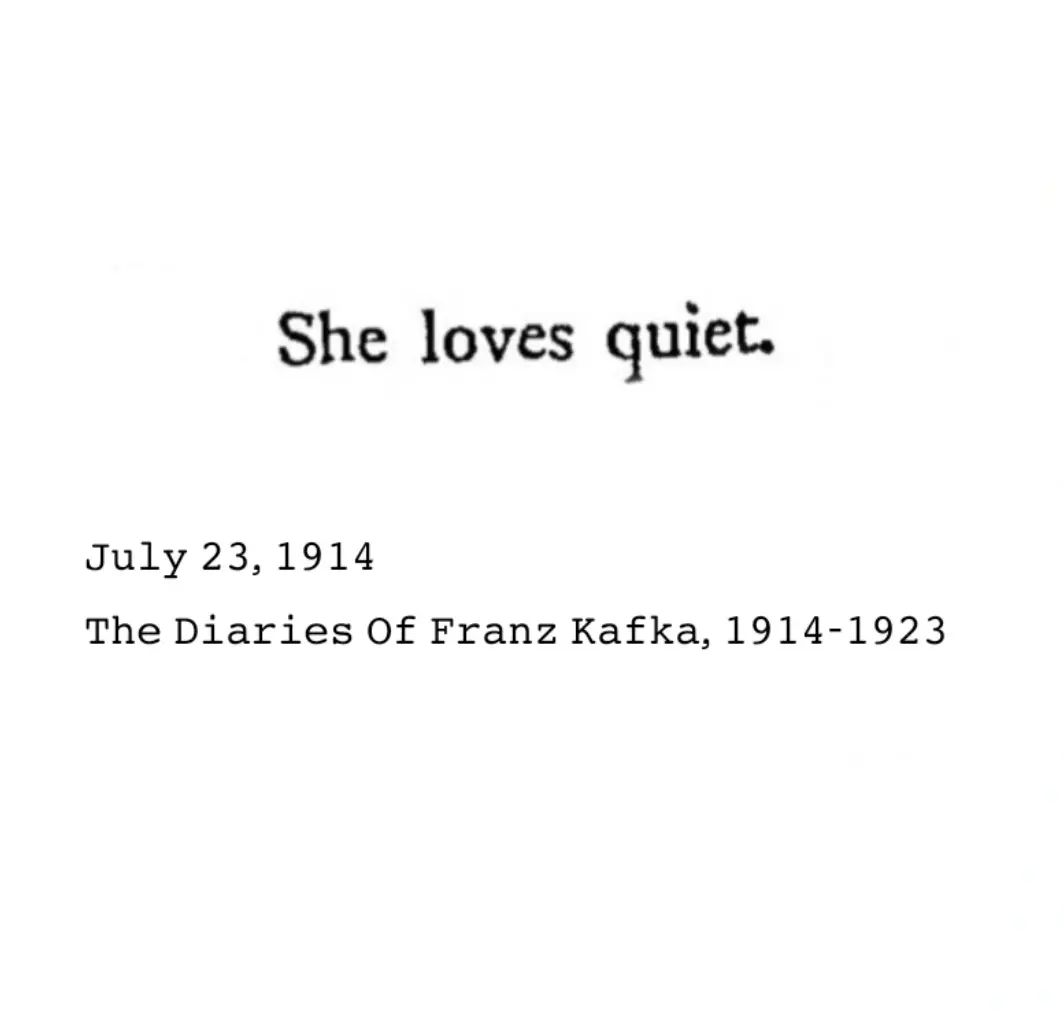 She loves quiet.
July 23, 1914
The Diaries Of Franz Kafka, 1914-1923